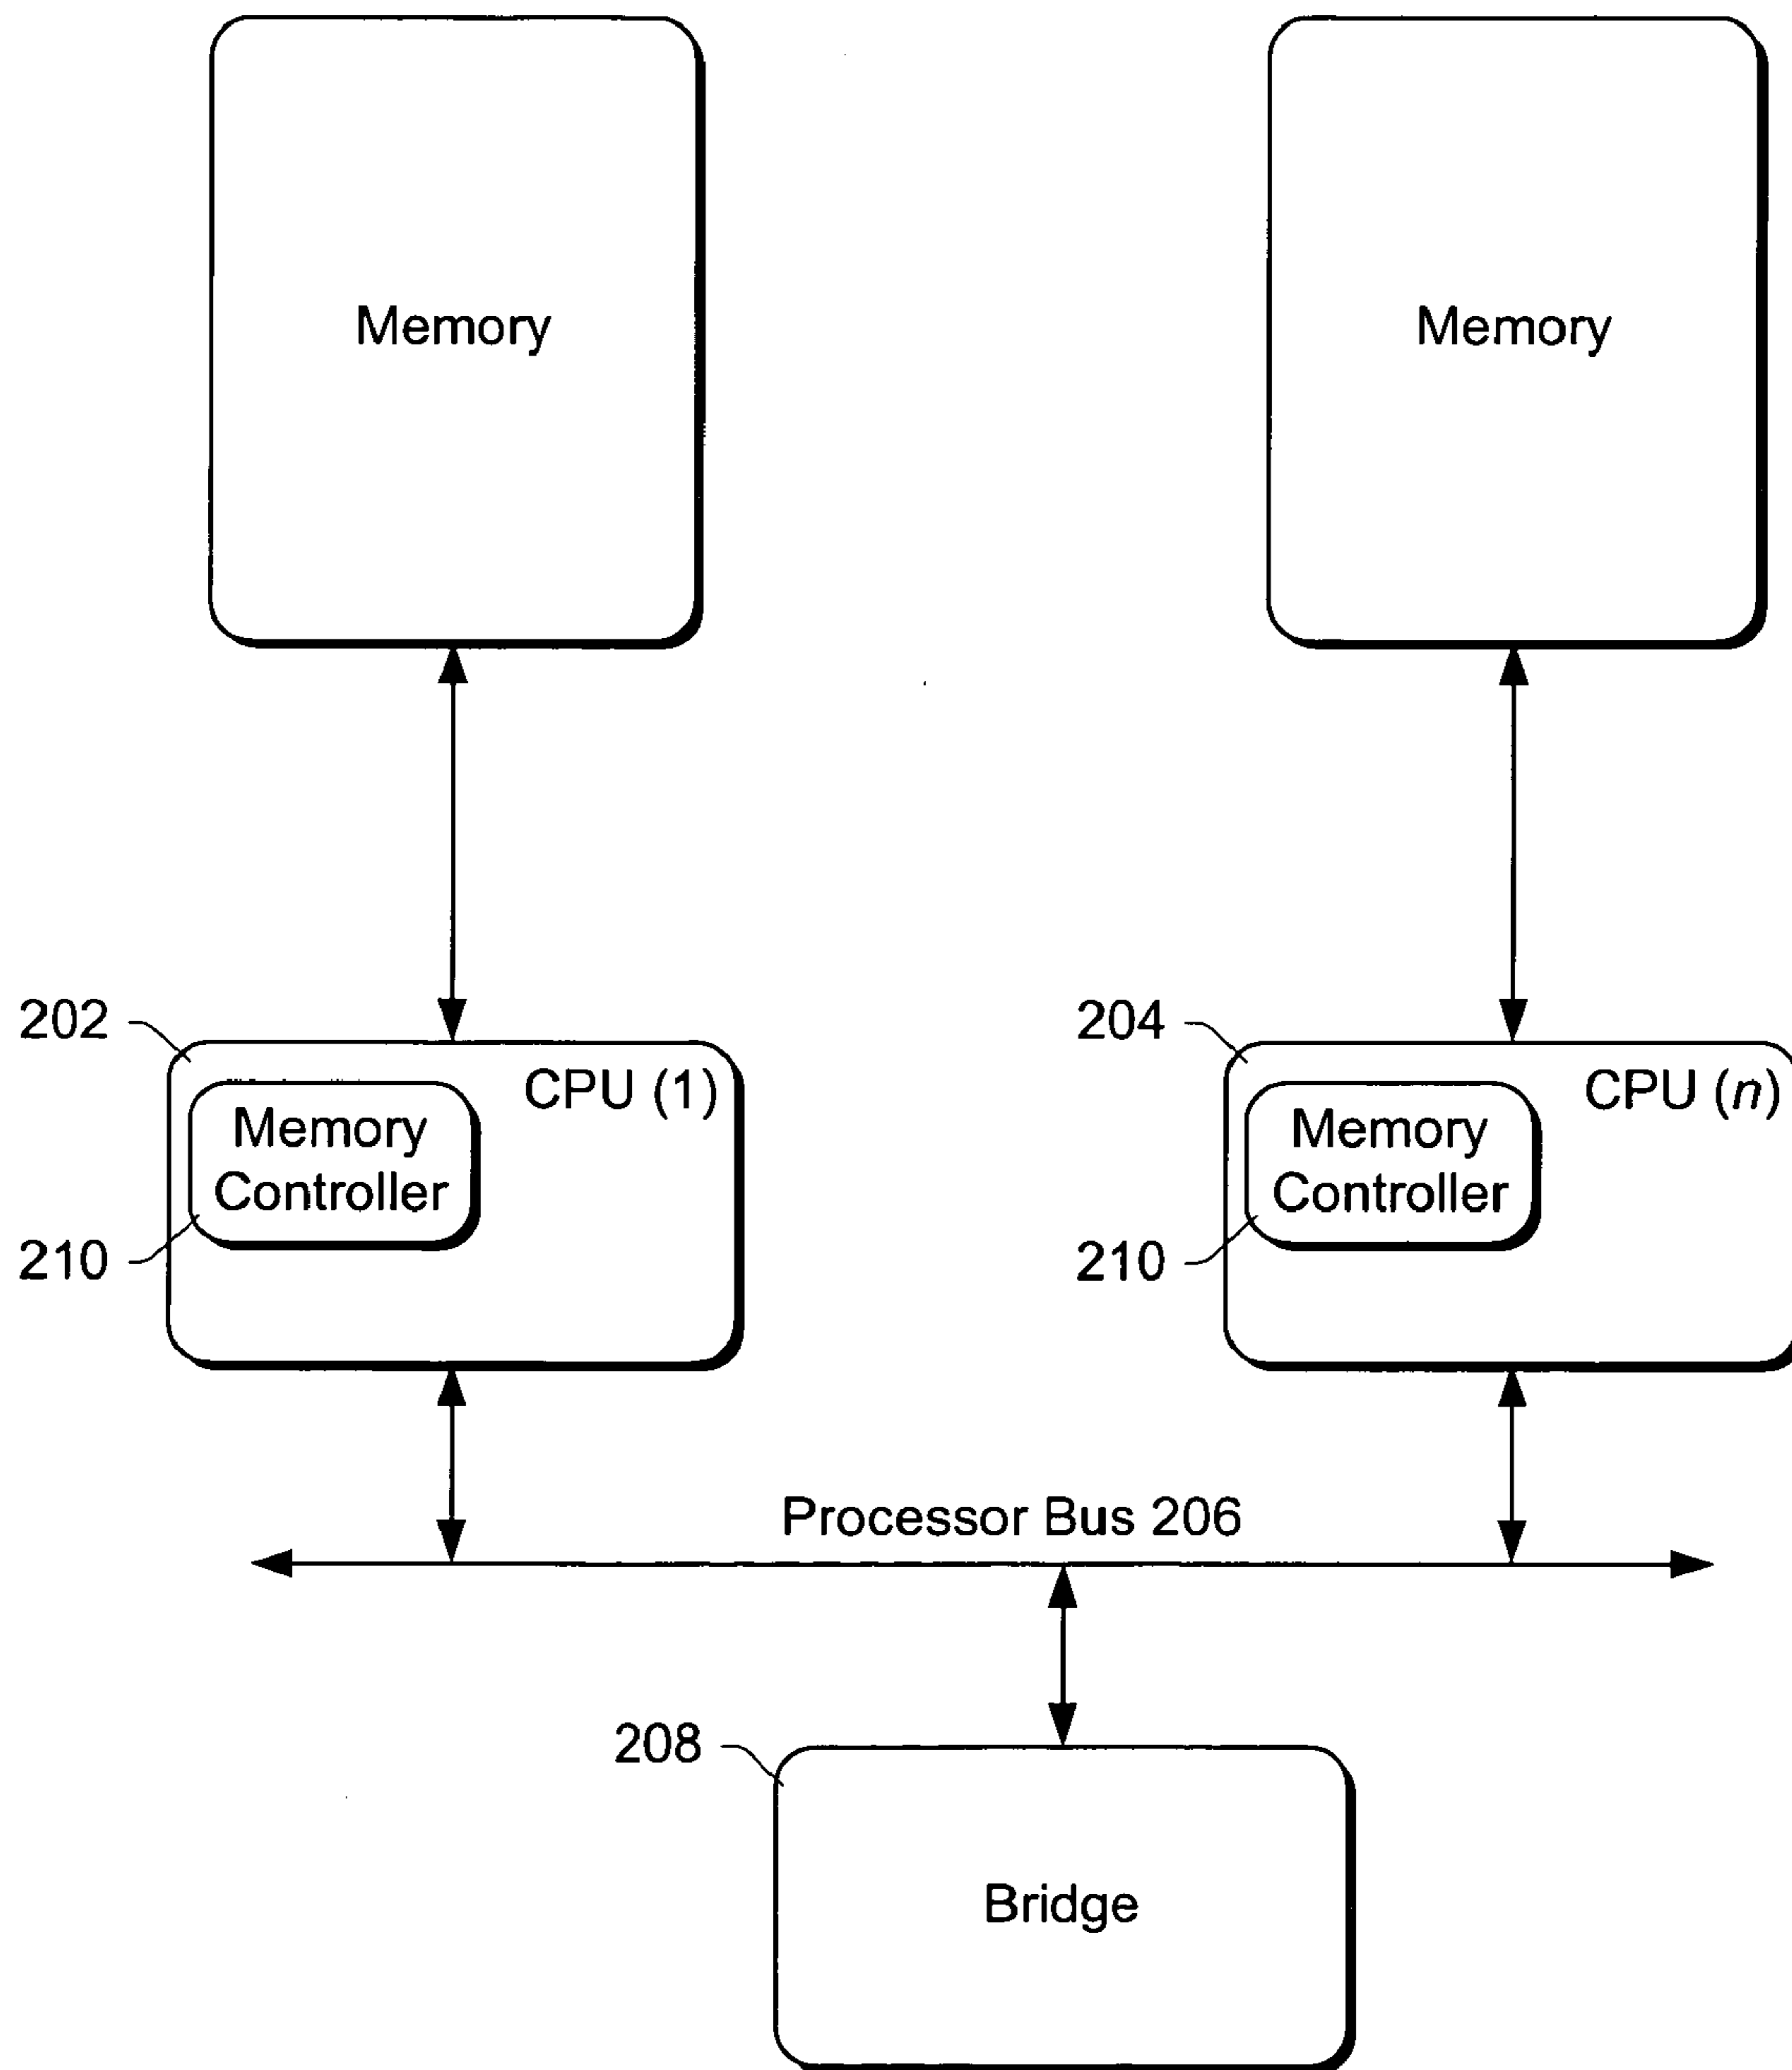 Memory
Memory
202
CPU (1)
Memory
Controller
210
204
CPU (n)
Memory
Controller
210
Processor Bus 206
208
Bridge